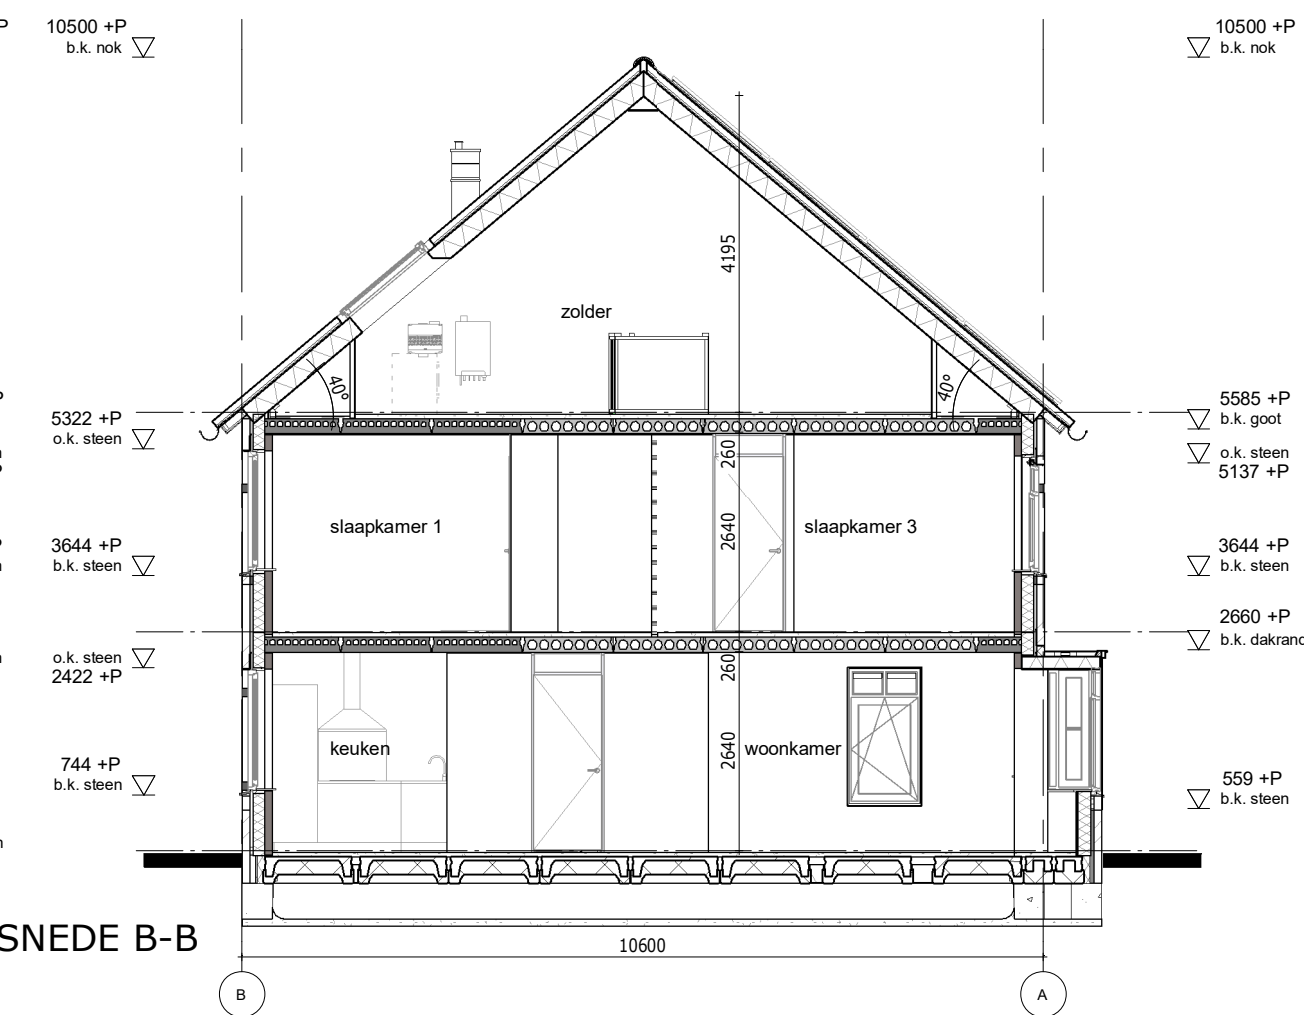 P
10500 +P
b.k. nok
10500 +P
b.k. nok
4195
zolder
40°
40°
P
5322 +P
o.k. steen
5585 +P
b.k. goot
o.k. steen
5137 +P
n
P
260
slaapkamer 1
2640
slaapkamer 3
P
n
3644 +P
b.k. steen
3644 +P
b.k. steen
2660 +P
b.k. dakrand
n
o.k. steen
2422 +P
260
keuken
2640
woonkamer
744 +P
b.k. steen
559 +P
b.k. steen
n
SNEDE B-B
10600
B
A